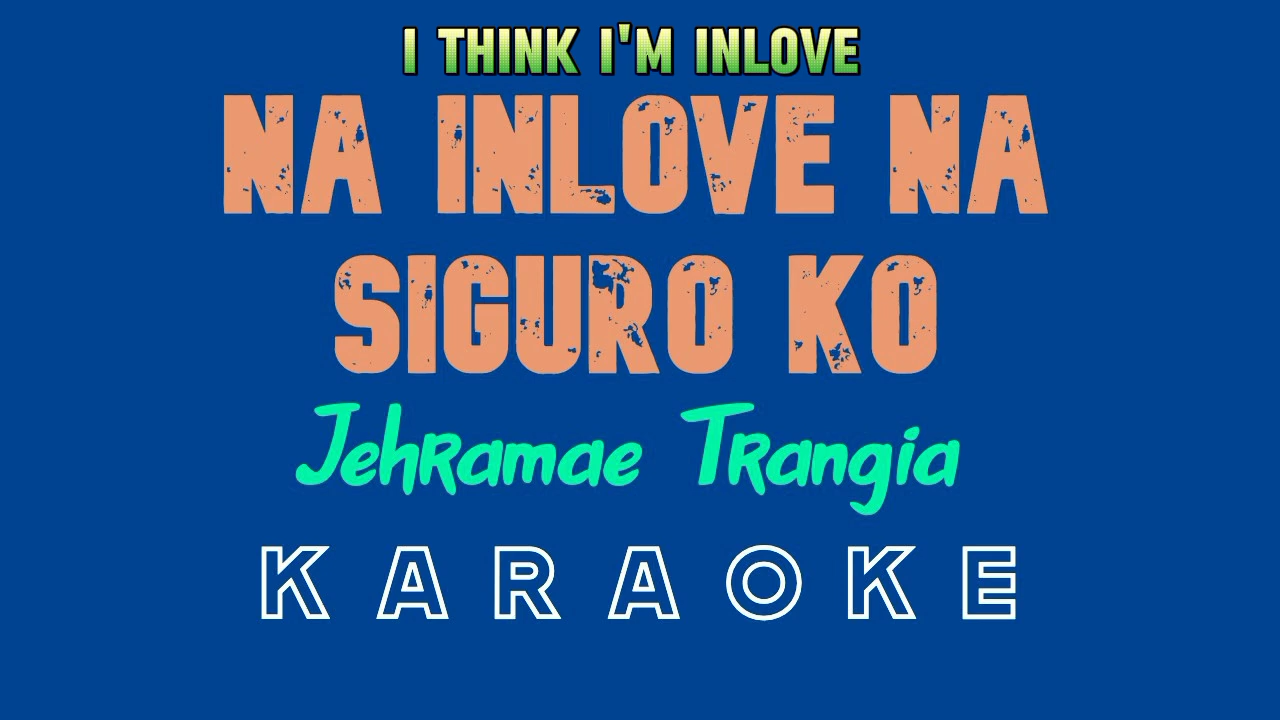 I THINK I'M INLOVE
NA INLOVE NA
SIGURO KO
Jehramae Trangia
KARAOKE